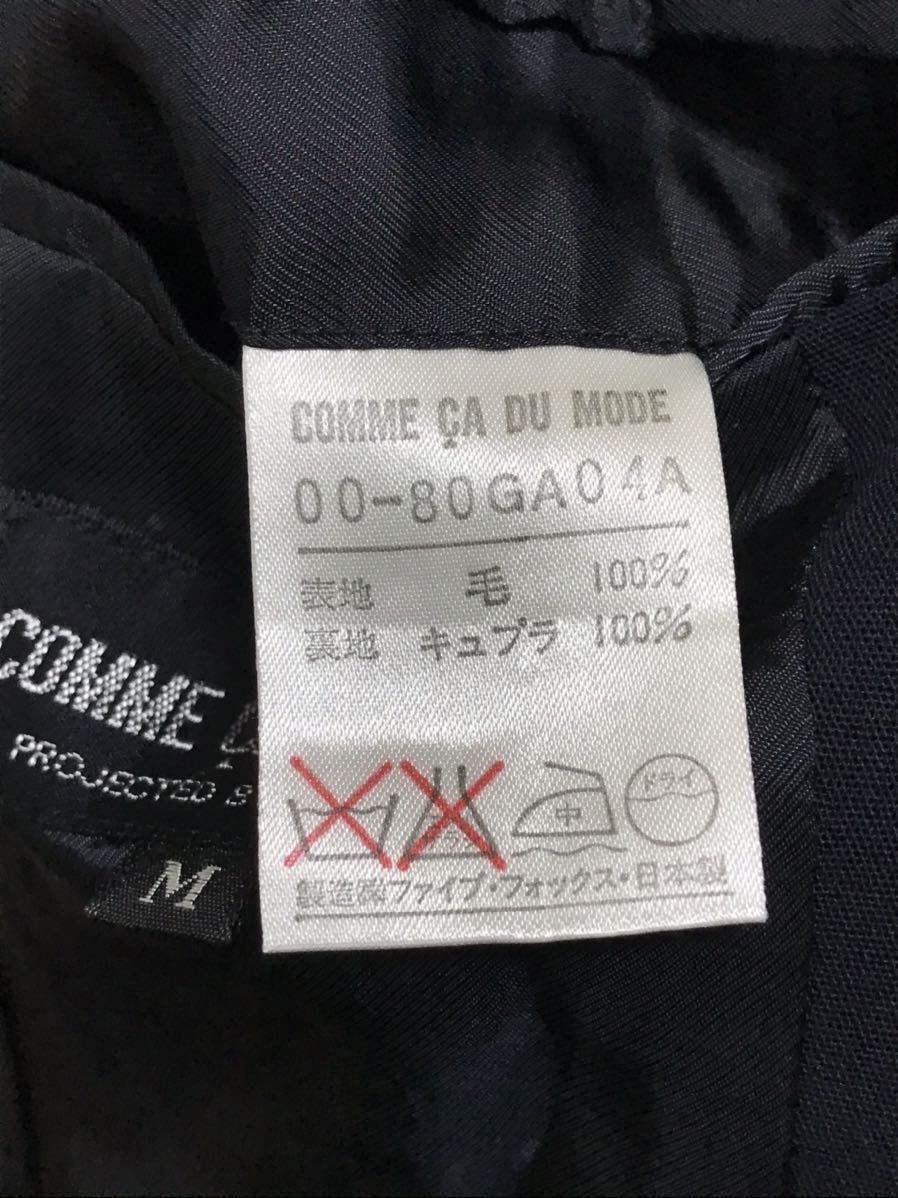 COMME ÇA DU MODE
00-80GA04A
表地 毛 100%
裏地 キュプラ 100%
中 ドライ
製造㈱ファイブ・フォックス・日本製
COMME
PROJECTED
M